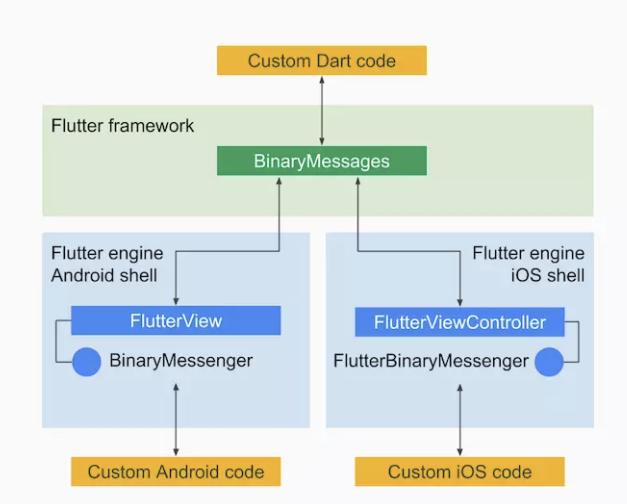 Custom Dart code
Flutter framework
BinaryMessages
Flutter engine
Android shell
FlutterView
BinaryMessenger
Custom Android code
Flutter engine
iOS shell
FlutterViewController
FlutterBinaryMessenger
Custom iOS code